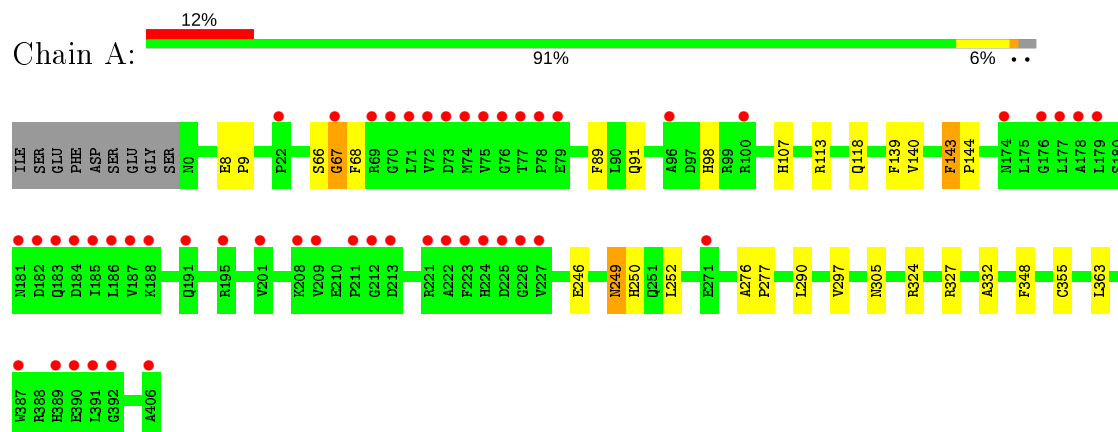 12%
Chain A:
91% 6% • •
ILE SER GLU PHE ASP SER GLU GLY SER N0 E8 P9 P22 S66 G67 F68 R69 G70 L71 V72 D73 M74 V75 G76 T77 P78 E79 F89 L90 Q91 A96 D97 H98 R99 R100 H107 R113 Q118 F139 V140 F143 P144 N174 L175 G176 L177 A178 L179 S180
N181 D182 Q183 D184 I185 L186 V187 K188 Q191 R195 V201 K208 V209 E210 P211 G212 D213 R221 A222 F223 H224 D225 G226 V227 E246 N249 H250 Q251 L252 E271 A276 P277 L290 V297 N305 R324 R327 A332 F348 C355 L363
W387 R388 H389 E390 L391 G392 A406